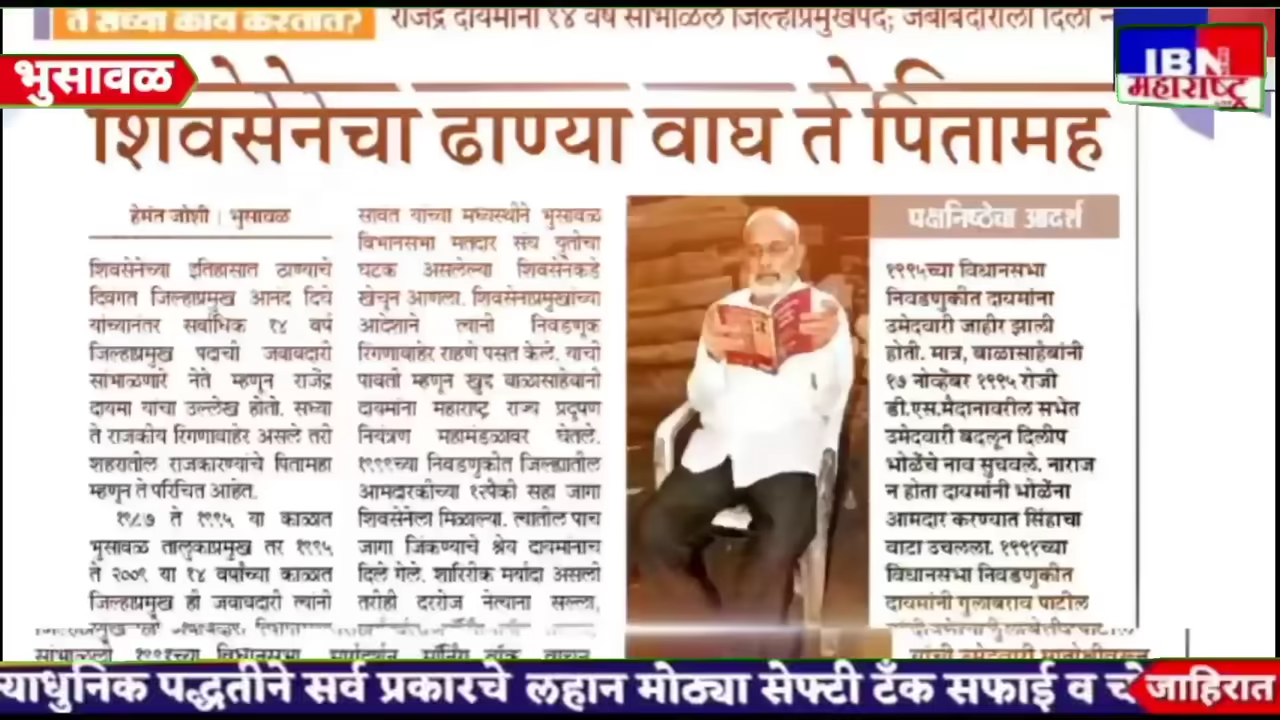 ते सध्या काय करतात?
राजेंद्र दायमांनी १४ वर्षे सांभाळले जिल्हाप्रमुखपद; जबाबदारीला दिला
भुसावळ
IBN
महाराष्ट्र
शिवसेनेचा ढाण्या वाघ ते पितामह
हेमंत जोशी | भुसावळ
शिवसेनेच्या इतिहासात ठाण्याचे
दिवंगत जिल्हाप्रमुख आनंद दिघे
यांच्यानंतर सर्वाधिक १४ वर्षे
जिल्हाप्रमुख पदाची जबाबदारी
सांभाळणारे नेते म्हणून राजेंद्र
दायमा यांचा उल्लेख होतो. सध्या
ते राजकीय रिंगणाबाहेर असले तरी
शहरातील राजकारण्यांचे पितामहा
म्हणून ते परिचित आहेत.
१९८७ ते १९९५ या काळात
भुसावळ तालुकाप्रमुख तर १९९५
ते २००९ या १४ वर्षांच्या काळात
जिल्हाप्रमुख ही जबाबदारी त्यांनी
सांभाळली विधानसभा
सावंत यांच्या मध्यस्थीने भुसावळ
विधानसभा मतदार संघ युतीचा
घटक असलेल्या शिवसेनेकडे
खेचून आणला. शिवसेनाप्रमुखांच्या
आदेशाने त्यांनी निवडणूक
रिंगणाबाहेर राहणे पसंत केले. याची
पावती म्हणून खुद्द बाळासाहेबांनी
दायमांना महाराष्ट्र राज्य प्रदूषण
नियंत्रण महामंडळावर घेतले.
१९९९च्या निवडणुकीत जिल्ह्यातील
आमदारकीच्या १२पैकी सहा जागा
शिवसेनेला मिळाल्या. त्यातील पाच
जागा जिंकण्याचे श्रेय दायमांनाच
दिले गेले. शारिरीक मर्यादा असली
तरीही दररोज नेत्यांना सल्ला,
मार्गदर्शन मॉर्निंग वॉक वाचन
पक्षनिष्ठेचा आदर्श
१९९५च्या विधानसभा
निवडणुकीत दायमांना
उमेदवारी जाहीर झाली
होती. मात्र, बाळासाहेबांनी
१७ नोव्हेंबर १९९५ रोजी
डी.एस.मैदानावरील सभेत
उमेदवारी बदलून दिलीप
भोळेंचे नाव सुचवले. नाराज
न होता दायमांनी भोळेंना
आमदार करण्यात सिंहाचा
वाटा उचलला. १९९९च्या
विधानसभा निवडणुकीत
दायमांनी गुलाबराव पाटील
याधुनिक पद्धतीने सर्व प्रकारचे लहान मोठ्या सेफ्टी टँक सफाई व
जाहिरात